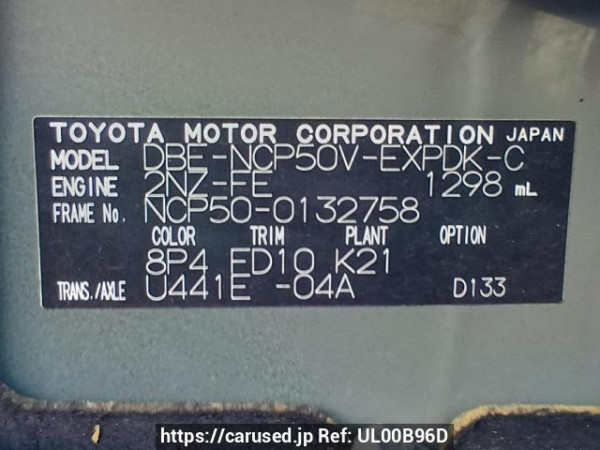 TOYOTA MOTOR CORPORATION JAPAN
MODEL DBE-NCP50V-EXPDK-C
ENGINE 2NZ-FE 1298 mL
FRAME No. NCP50-0132758
COLOR TRIM PLANT OPTION
8P4 FD10 K21
TRANS./AXLE U441E -04A D133
https://carused.jp Ref: UL00B96D